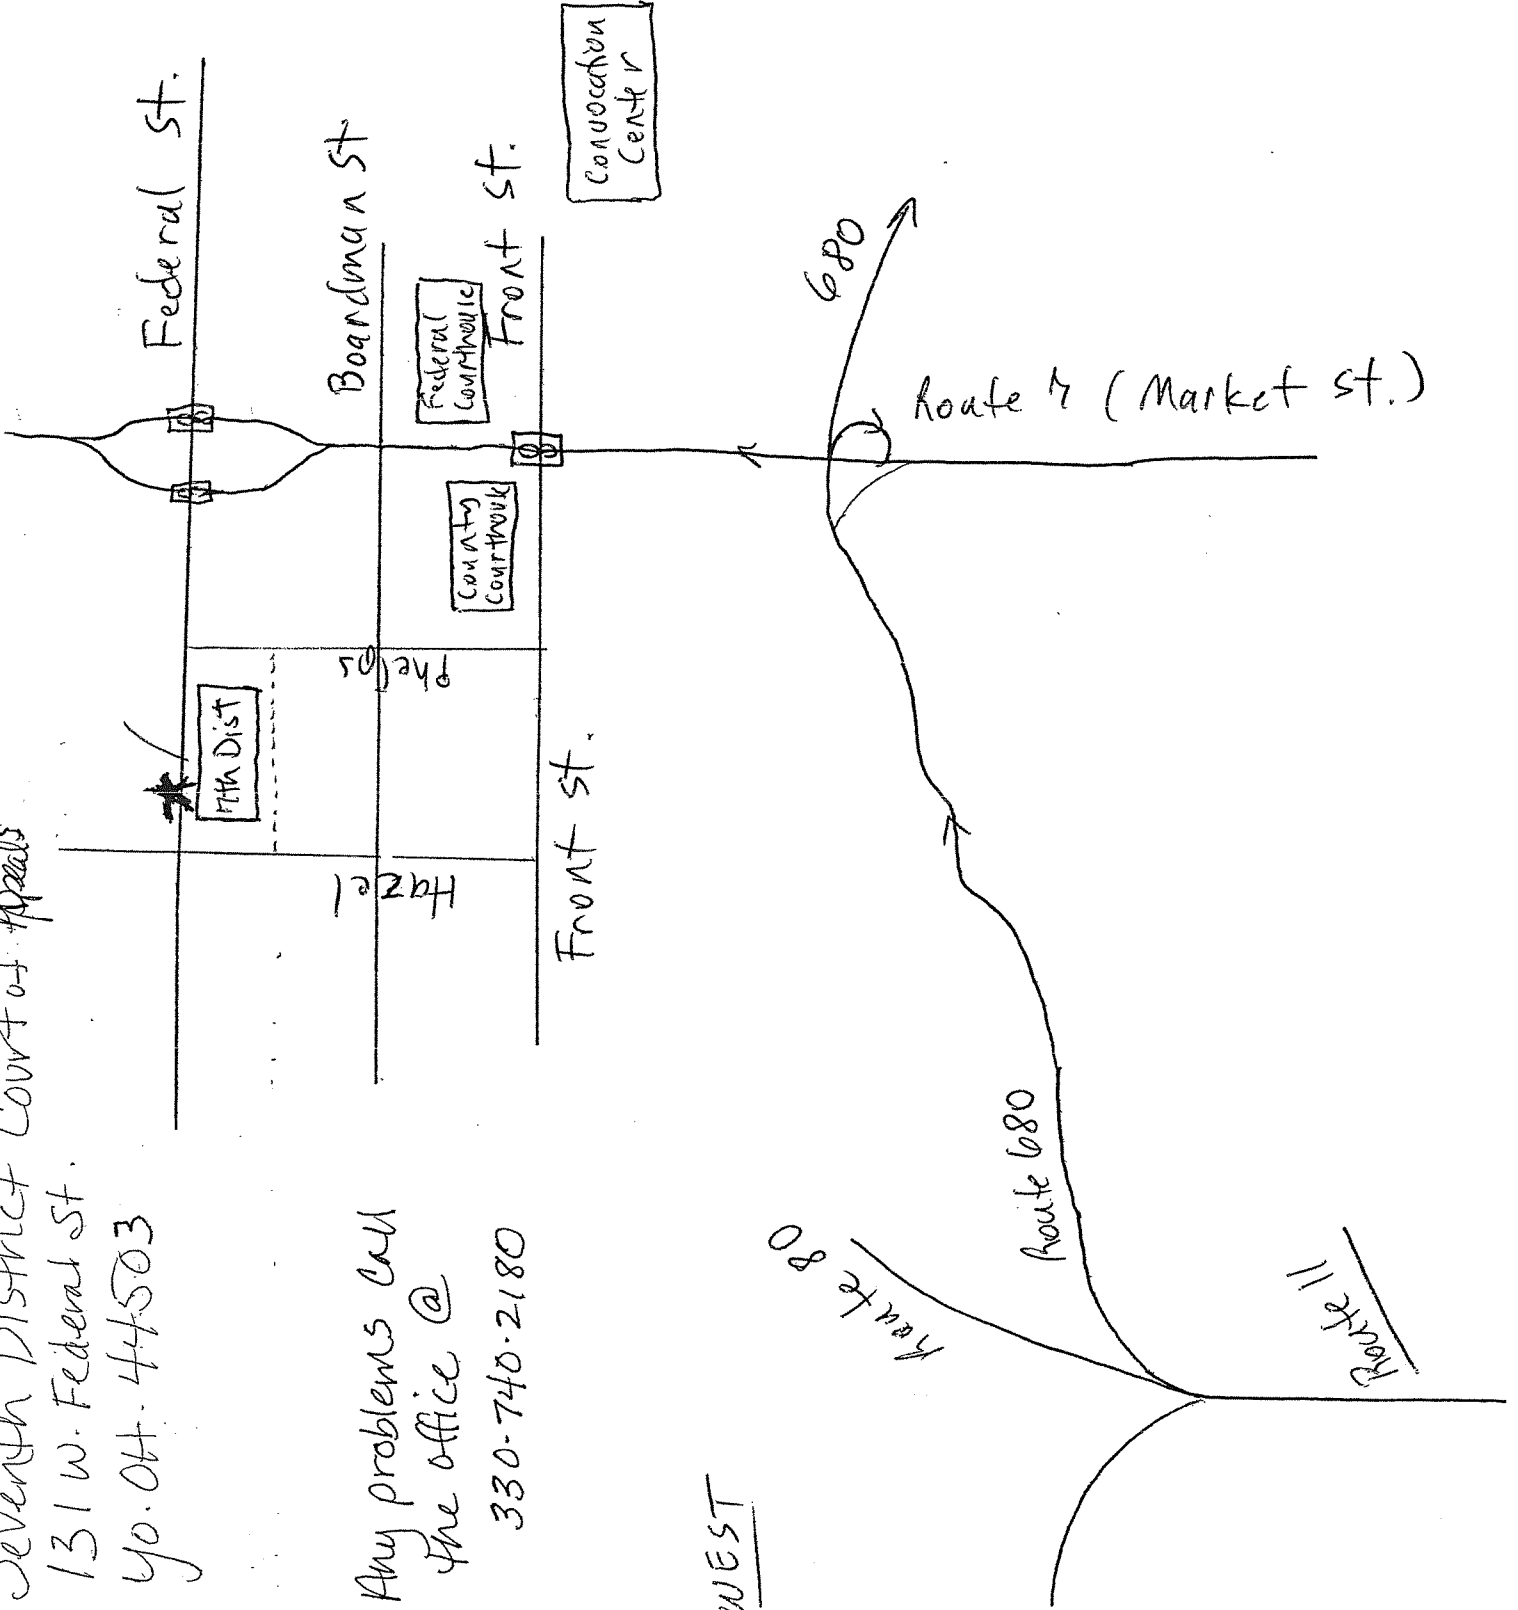 Seventh District Court of Appeals
131 W. Federal St.
Yo. OH. 44503
Any problems call
the office @
330-740-2180
WEST
Federal St.
7th Dist
Boardman St
Phelps
Hazel
Federal
Courthouse
County
Courthouse
Front St.
Front St.
Convocation
Center
680
Route 7 (Market St.)
Route 680
Route 80
Route 11